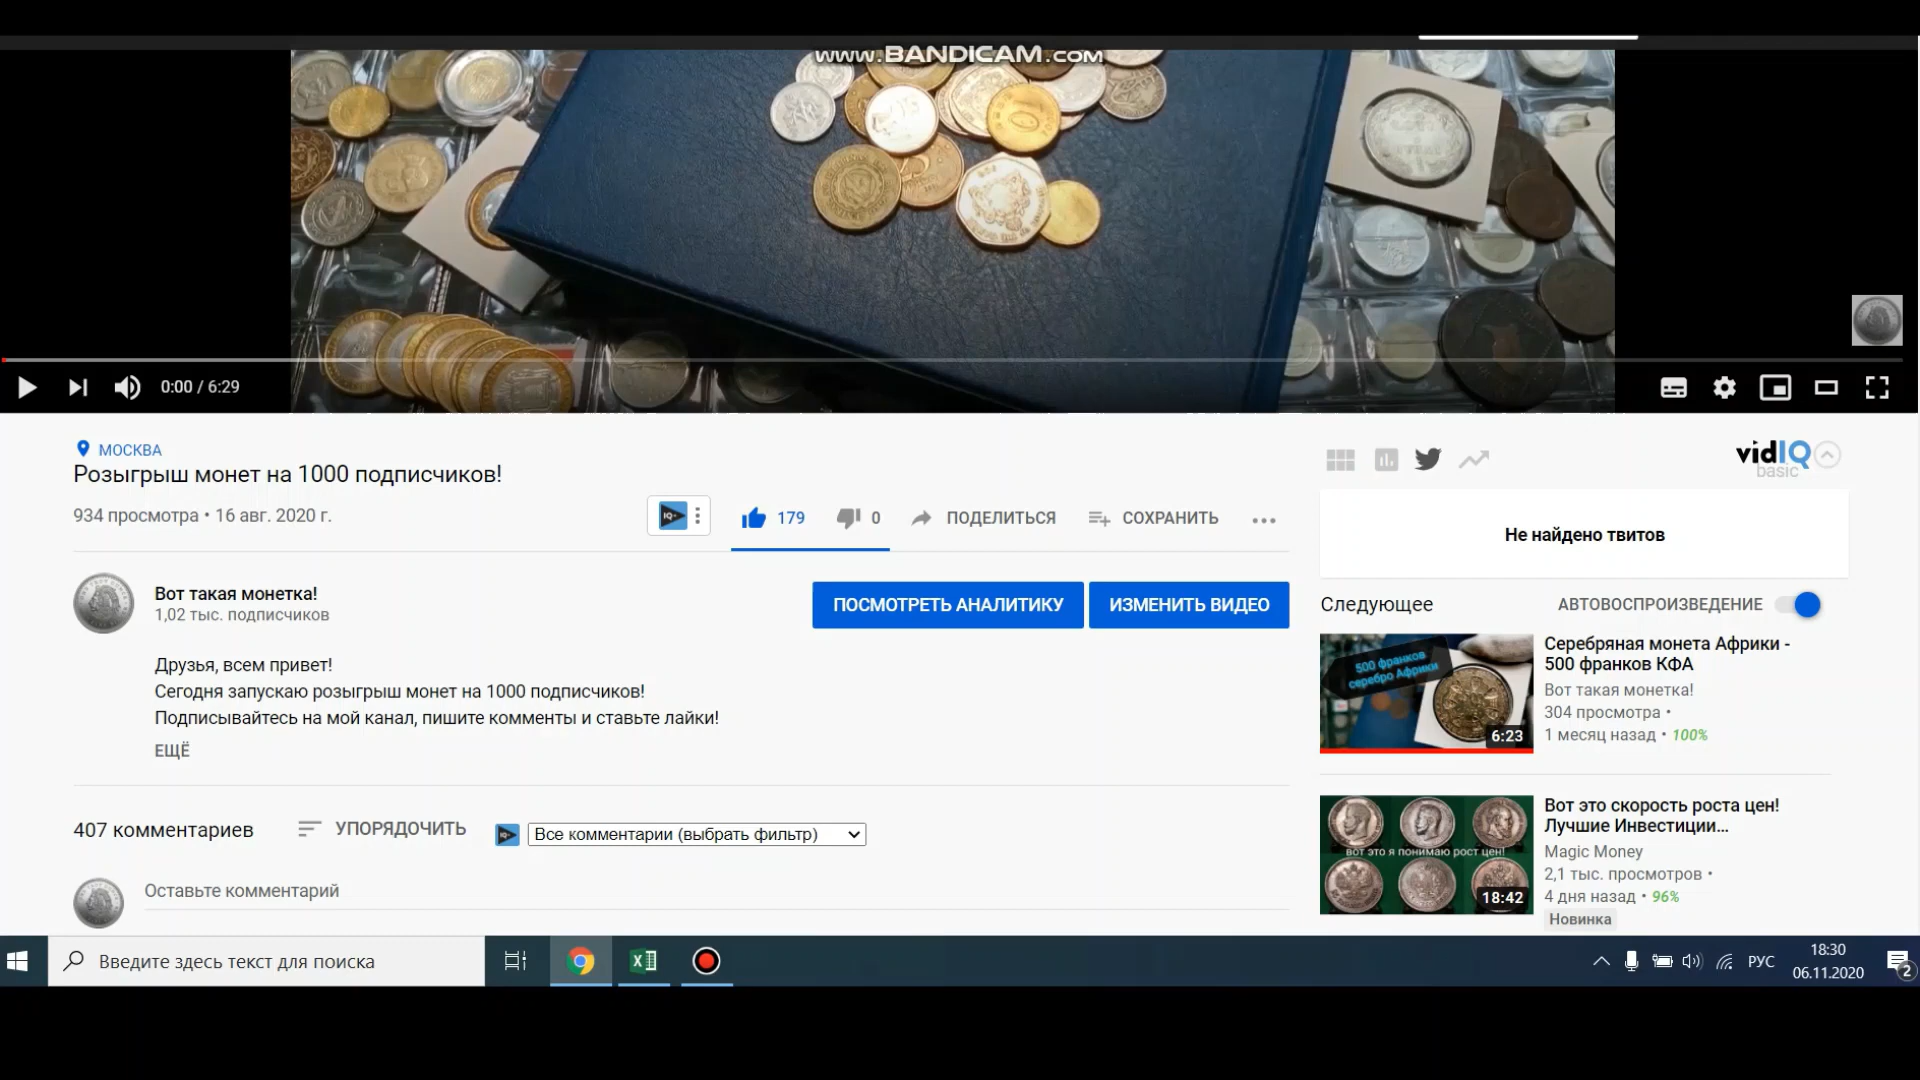 www.BANDICAM.com
0:00 / 6:29
МОСКВА
Розыгрыш монет на 1000 подписчиков!
934 просмотра • 16 авг. 2020 г.
179
0
ПОДЕЛИТЬСЯ
СОХРАНИТЬ
Вот такая монетка!
1,02 тыс. подписчиков
ПОСМОТРЕТЬ АНАЛИТИКУ
ИЗМЕНИТЬ ВИДЕО
Друзья, всем привет!
Сегодня запускаю розыгрыш монет на 1000 подписчиков!
Подписывайтесь на мой канал, пишите комменты и ставьте лайки!
ЕЩЁ
407 комментариев
УПОРЯДОЧИТЬ
Все комментарии (выбрать фильтр)
Оставьте комментарий
vidIQ
basic
Не найдено твитов
Следующее
АВТОВОСПРОИЗВЕДЕНИЕ
500 франков
серебро Африки
6:23
Серебряная монета Африки -
500 франков КФА
Вот такая монетка!
304 просмотра •
1 месяц назад • 100%
вот это я понимаю рост цен!
18:42
Вот это скорость роста цен!
Лучшие Инвестиции...
Magic Money
2,1 тыс. просмотров •
4 дня назад • 96%
Новинка
Введите здесь текст для поиска
РУС
18:30
06.11.2020
2